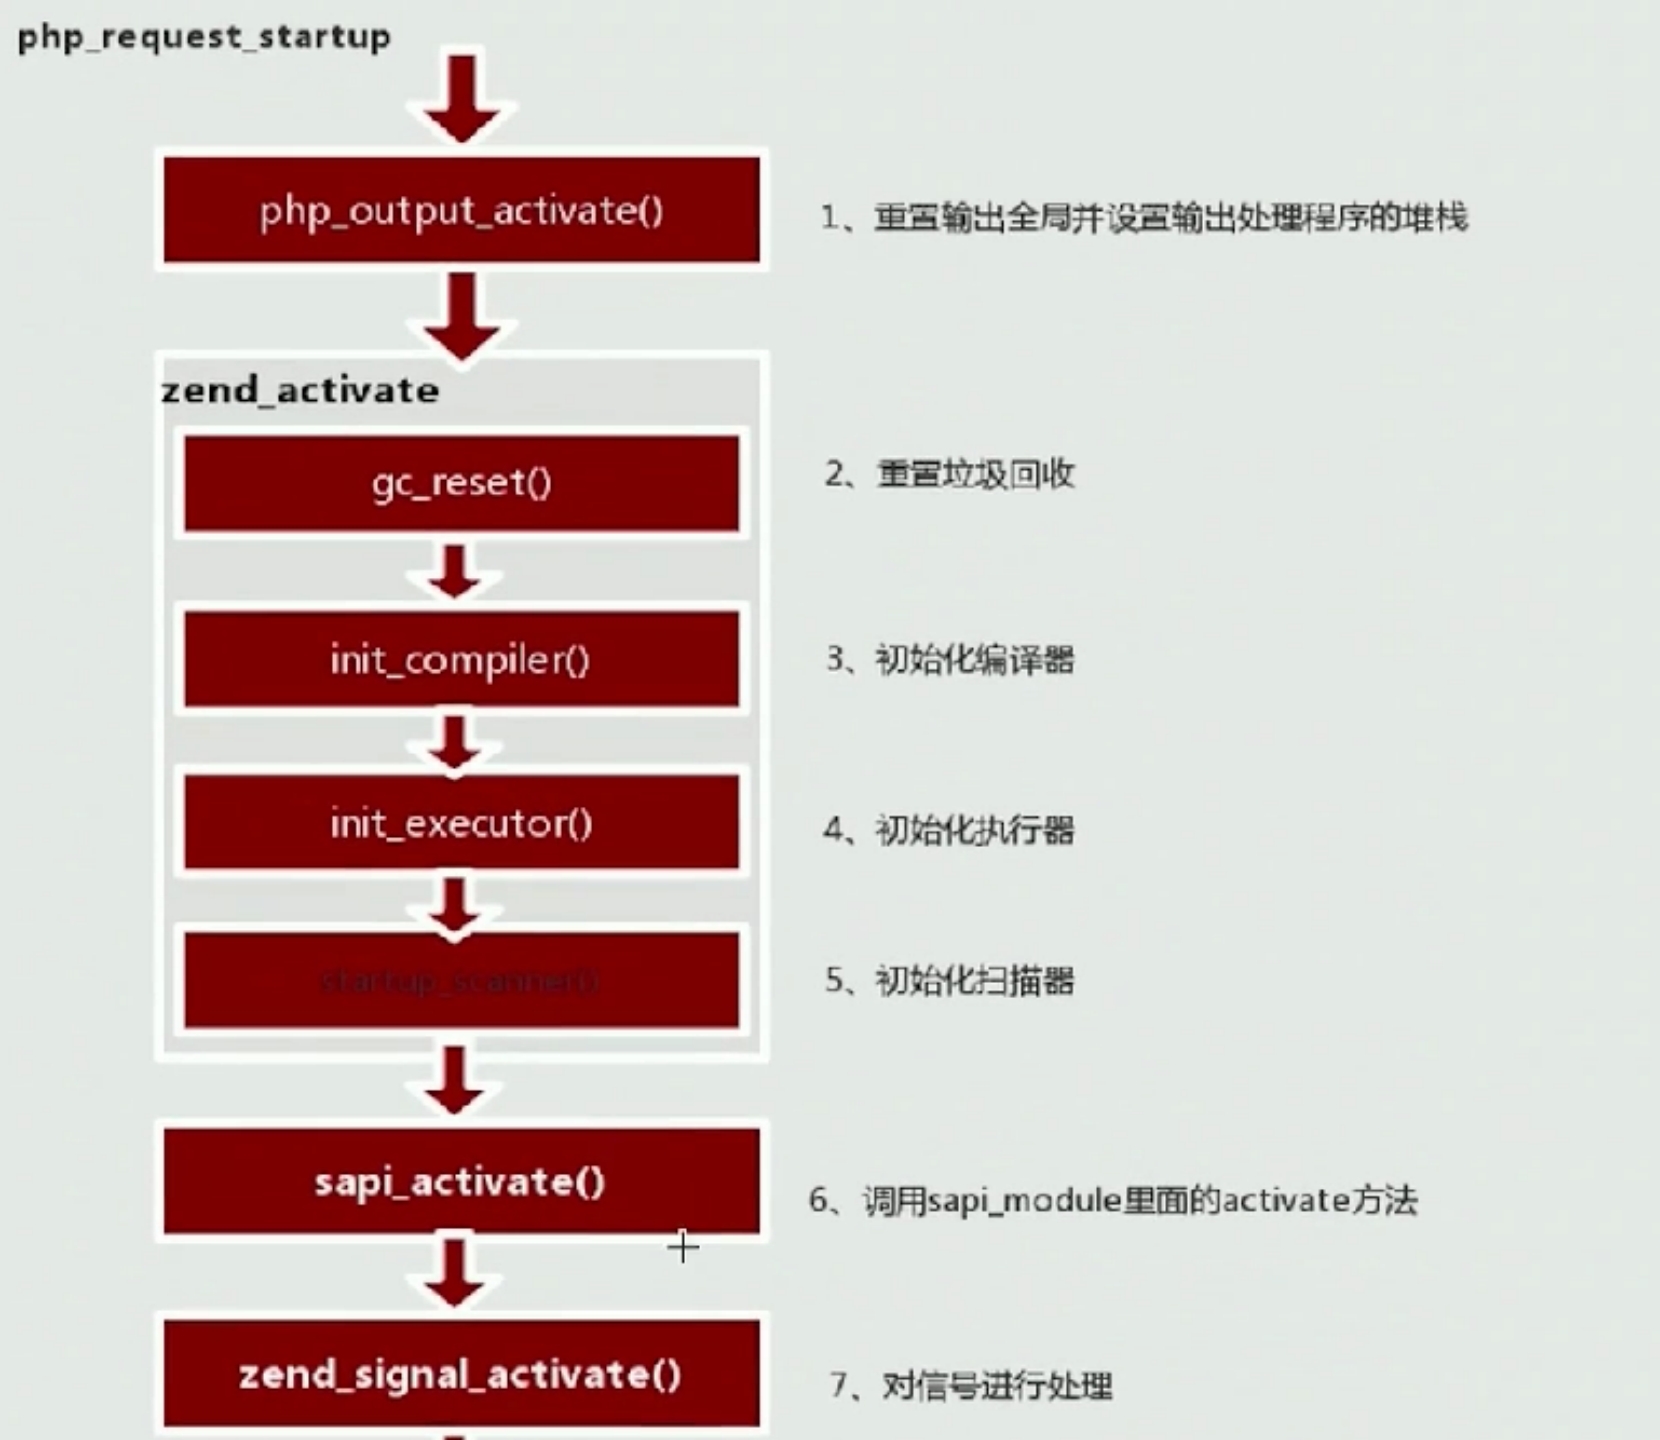 php_request_startup
php_output_activate()
1、重置输出全局并设置输出处理程序的堆栈
zend_activate
gc_reset()
2、重置垃圾回收
init_compiler()
3、初始化编译器
init_executor()
4、初始化执行器
startup_scanner()
5、初始化扫描器
sapi_activate()
6、调用sapi_module里面的activate方法
zend_signal_activate()
7、对信号进行处理